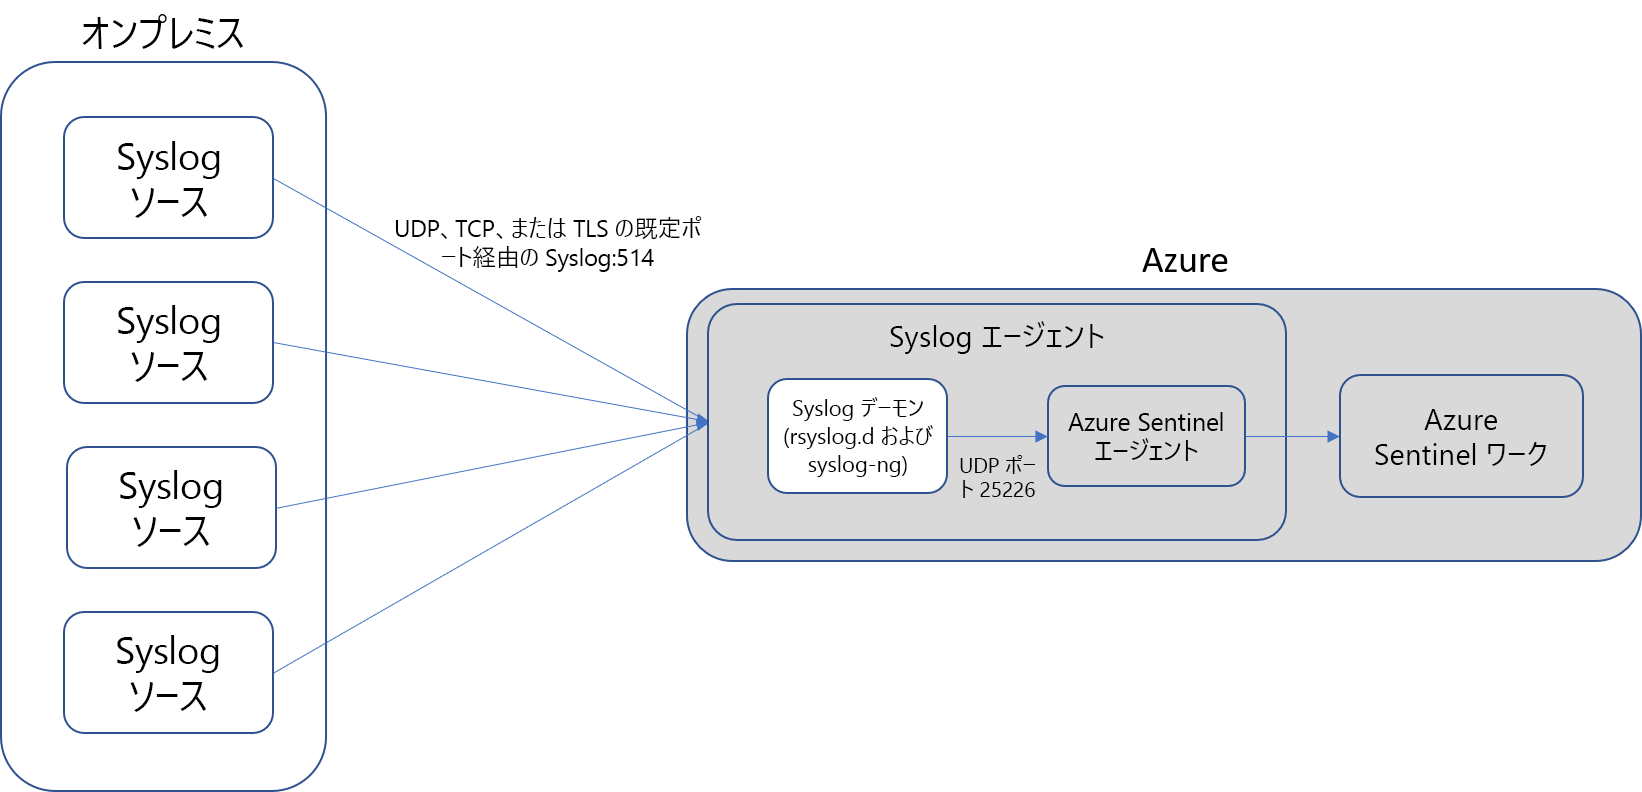 オンプレミス
Syslog
ソース
Syslog
ソース
Syslog
ソース
Syslog
ソース
UDP、TCP、または TLS の既定ポ
ート経由の Syslog:514
Azure
Syslog エージェント
Syslog デーモン
(rsyslog.d および
syslog-ng)
UDP ポー
ト 25226
Azure Sentinel
エージェント
Azure
Sentinel ワーク